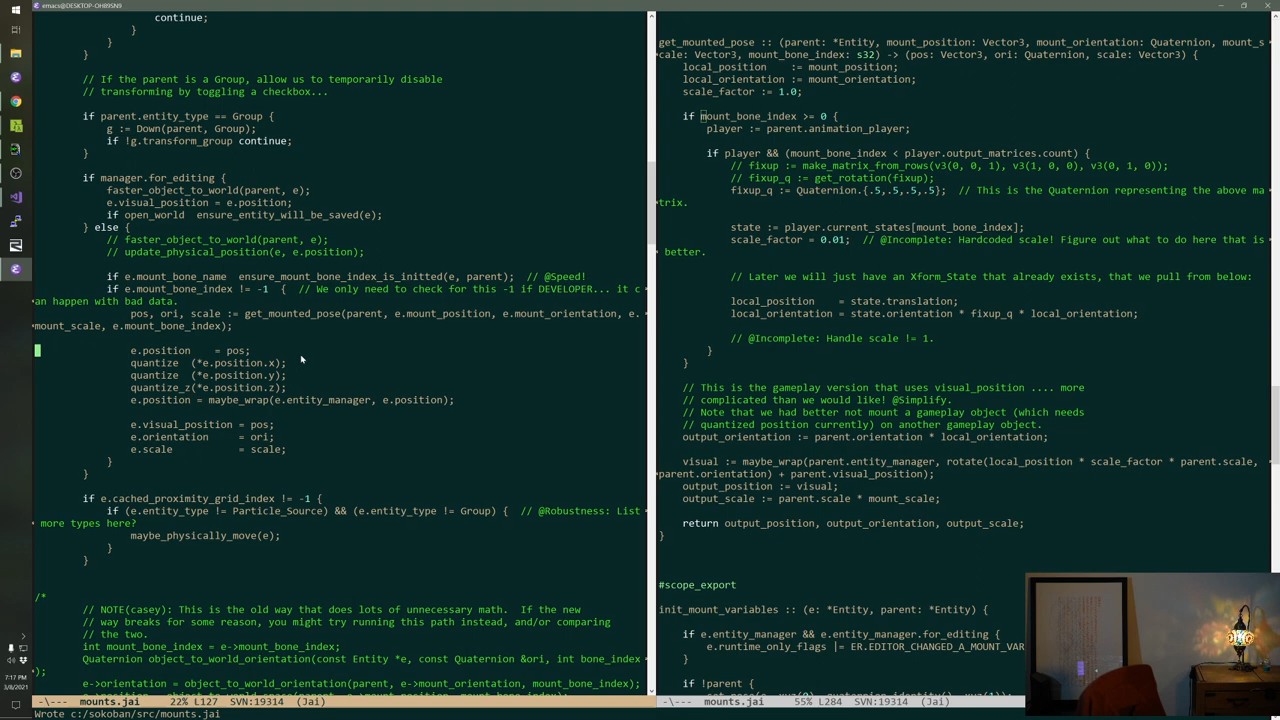 emacs@DESKTOP-OH89SN9
continue;
}
}
}
// If the parent is a Group, allow us to temporarily disable
// transforming by toggling a checkbox...
if parent.entity_type == Group {
g := Down(parent, Group);
if !g.transform_group continue;
}
if manager.for_editing {
faster_object_to_world(parent, e);
e.visual_position = e.position;
if open_world  ensure_entity_will_be_saved(e);
} else {
// faster_object_to_world(parent, e);
// update_physical_position(e, e.position);
if e.mount_bone_name  ensure_mount_bone_index_is_initted(e, parent);  // @Speed!
if e.mount_bone_index != -1  {  // We only need to check for this -1 if DEVELOPER... it c
an happen with bad data.
pos, ori, scale := get_mounted_pose(parent, e.mount_position, e.mount_orientation, e.
mount_scale, e.mount_bone_index);
e.position    = pos;
quantize  (*e.position.x);
quantize  (*e.position.y);
quantize_z(*e.position.z);
e.position = maybe_wrap(e.entity_manager, e.position);
e.visual_position = pos;
e.orientation     = ori;
e.scale           = scale;
}
}
if e.cached_proximity_grid_index != -1 {
if (e.entity_type != Particle_Source) && (e.entity_type != Group) {  // @Robustness: List
more types here?
maybe_physically_move(e);
}
}
/*
// NOTE(casey): This is the old way that does lots of unnecessary math.  If the new
// way breaks for some reason, you might try running this path instead, and/or comparing
// the two.
int mount_bone_index = e->mount_bone_index;
Quaternion object_to_world_orientation(const Entity *e, const Quaternion &ori, int bone_index
);
e->orientation = object_to_world_orientation(parent, e->mount_orientation, mount_bone_index);
-\---  mounts.jai     22% L127   SVN:19314  (Jai)
Wrote c:/sokoban/src/mounts.jai
get_mounted_pose :: (parent: *Entity, mount_position: Vector3, mount_orientation: Quaternion, mount_s
cale: Vector3, mount_bone_index: s32) -> (pos: Vector3, ori: Quaternion, scale: Vector3) {
local_position    := mount_position;
local_orientation := mount_orientation;
scale_factor := 1.0;
if mount_bone_index >= 0 {
player := parent.animation_player;
if player && (mount_bone_index < player.output_matrices.count) {
// fixup := make_matrix_from_rows(v3(0, 0, 1), v3(1, 0, 0), v3(0, 1, 0));
// fixup_q := get_rotation(fixup);
fixup_q := Quaternion.{.5,.5,.5,.5};  // This is the Quaternion representing the above ma
trix.
state := player.current_states[mount_bone_index];
scale_factor = 0.01;  // @Incomplete: Hardcoded scale! Figure out what to do here that is
better.
// Later we will just have an Xform_State that already exists, that we pull from below:
local_position    = state.translation;
local_orientation = state.orientation * fixup_q * local_orientation;
// @Incomplete: Handle scale != 1.
}
}
// This is the gameplay version that uses visual_position .... more
// complicated than we would like! @Simplify.
// Note that we had better not mount a gameplay object (which needs
// quantized position currently) on another gameplay object.
output_orientation := parent.orientation * local_orientation;
visual := maybe_wrap(parent.entity_manager, rotate(local_position * scale_factor * parent.scale,
parent.orientation) + parent.visual_position);
output_position := visual;
output_scale := parent.scale * mount_scale;
return output_position, output_orientation, output_scale;
}
#scope_export
init_mount_variables :: (e: *Entity, parent: *Entity) {
if e.entity_manager && e.entity_manager.for_editing {
e.runtime_only_flags |= ER.EDITOR_CHANGED_A_MOUNT_VAR
}
if !parent {
-\---  mounts.jai     55% L284   SVN:19314  (Jai)
7:17 PM
3/8/2021